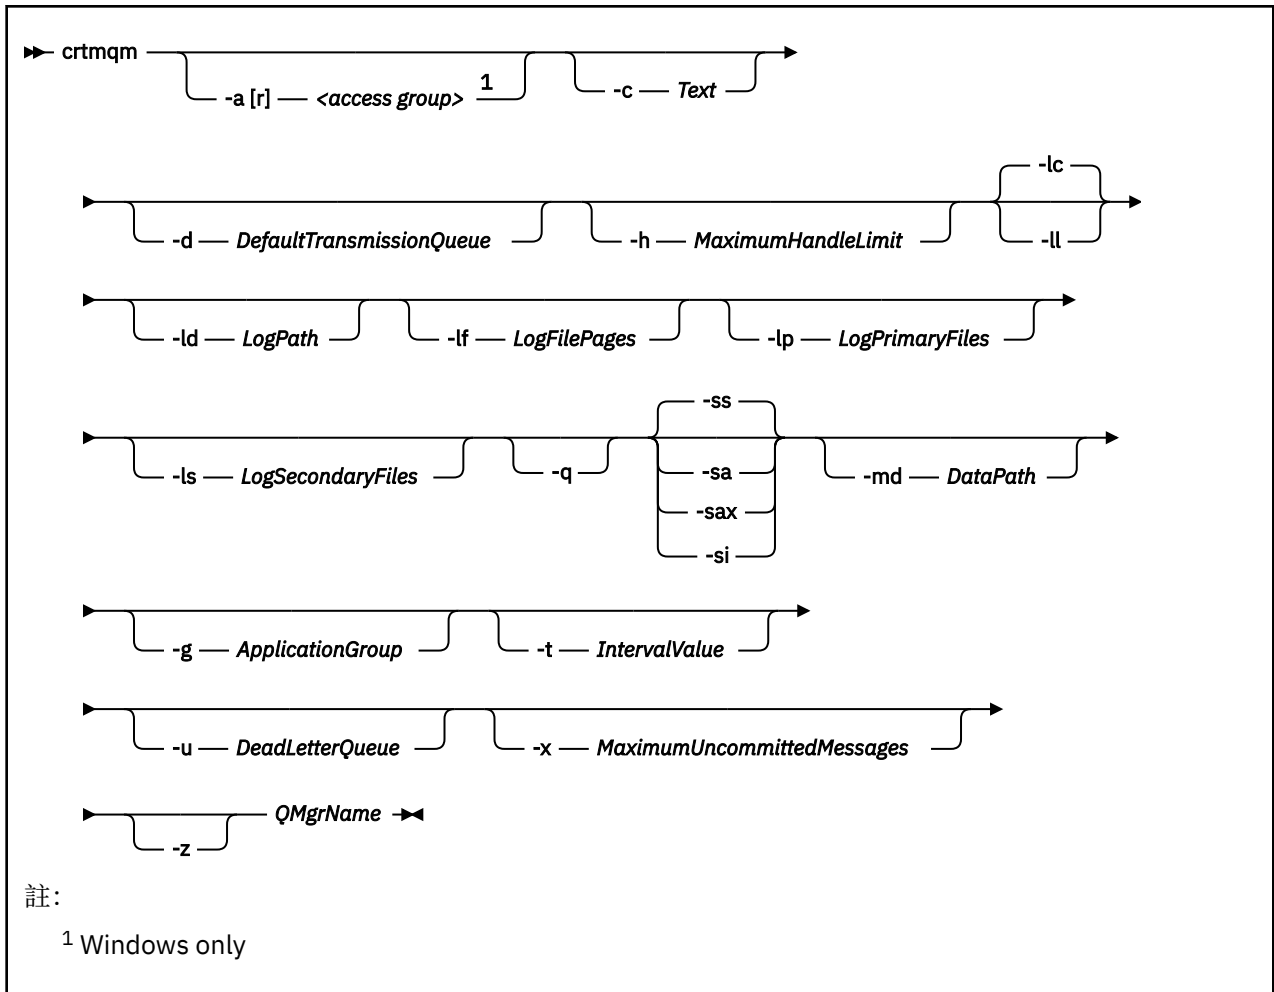 crtmqm
-a [r] <access group> 1 -c Text
-lc
-d DefaultTransmissionQueue -h MaximumHandleLimit -ll
-ld LogPath -lf LogFilePages -lp LogPrimaryFiles
-ss
-ls LogSecondaryFiles -q -sa -md DataPath
-sax
-si
-g ApplicationGroup -t IntervalValue
-u DeadLetterQueue -x MaximumUncommittedMessages
QMgrName
-z
註:
1 Windows only